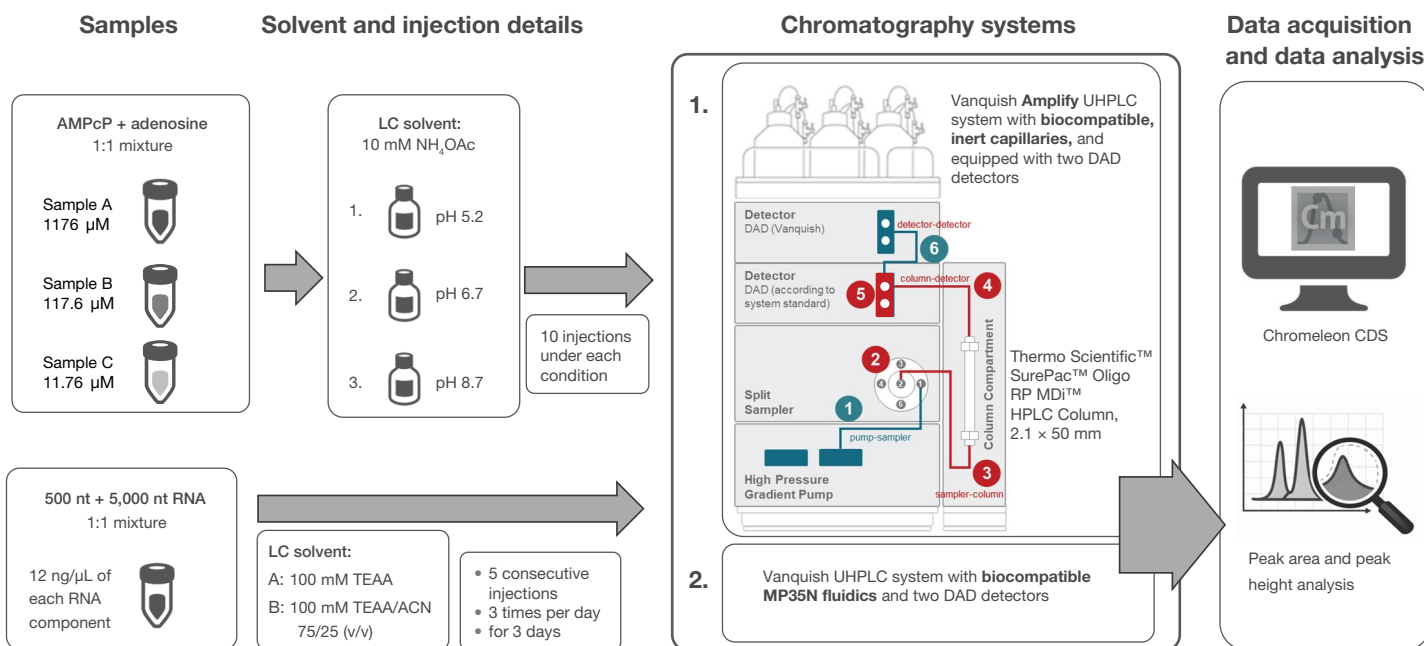 Samples
Solvent and injection details
Chromatography systems
Data acquisition
and data analysis
AMPcP + adenosine
1:1 mixture
Sample A
1176 µM
Sample B
117.6 µM
Sample C
11.76 µM
LC solvent:
10 mM NH₄OAc
1.
pH 5.2
2.
pH 6.7
3.
pH 8.7
10 injections
under each
condition
500 nt + 5,000 nt RNA
1:1 mixture
12 ng/µL of
each RNA
component
LC solvent:
A: 100 mM TEAA
B: 100 mM TEAA/ACN
75/25 (v/v)
• 5 consecutive
injections
• 3 times per day
• for 3 days
1.
Vanquish Amplify UHPLC
system with biocompatible,
inert capillaries, and
equipped with two DAD
detectors
Detector
DAD (Vanquish)
detector-detector
6
Detector
DAD (according to
system standard)
5
column-detector
4
2
3
4
2
1
6
Split
Sampler
1
pump-sampler
High Pressure
Gradient Pump
Column Compartment
3
sampler-column
Thermo Scientific™
SurePac™ Oligo
RP MDi™
HPLC Column,
2.1 × 50 mm
2.
Vanquish UHPLC system with biocompatible
MP35N fluidics and two DAD detectors
Cm
Chromeleon CDS
Peak area and peak
height analysis